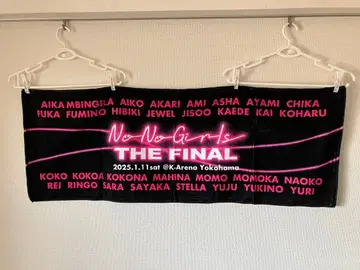 AIKA MBINGILA AIKO AKARI AMI ASHA AYAMI CHIKA
FUKA FUMINO HIBIKI JEWEL JISOO KAEDE KAI KOHARU
No No Girls
THE FINAL
2025.1.11sat @K-Arena Yokohama
KOKO KOKOA KOKONA MAHINA MOMO MOMOKA NAOKO
REI RINGO SARA SAYAKA STELLA YUJU YUKINO YURI